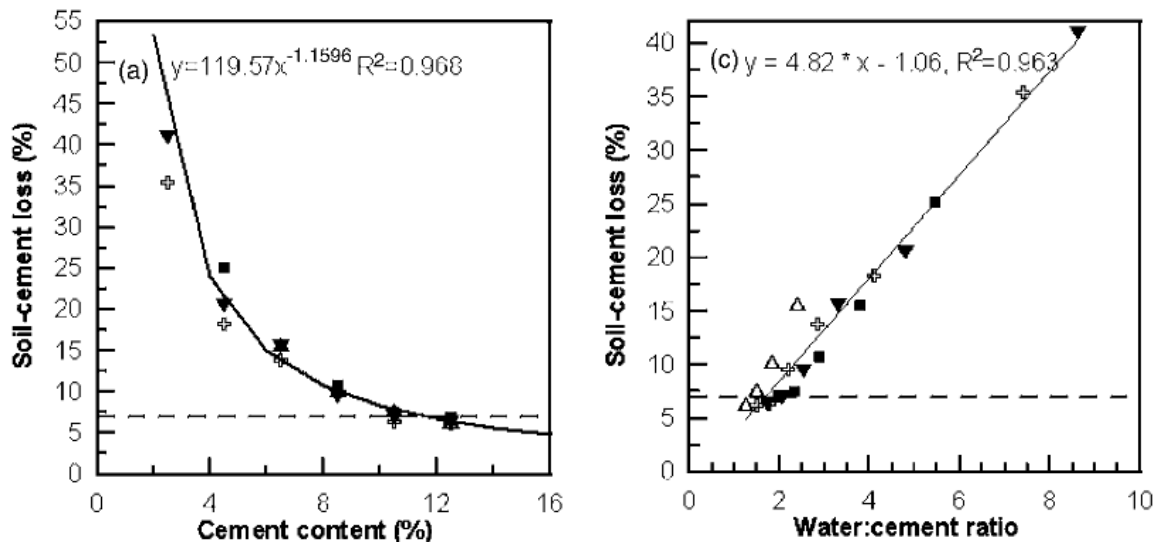 55
50
45
40
35
30
25
20
15
10
5
0
(a) y=119.57x^-1.1596 R²=0.968
Soil-cement loss (%)
0 4 8 12 16
Cement content (%)
40
35
30
25
20
15
10
5
0
(c) y = 4.82 * x - 1.06, R²=0.963
Soil-cement loss (%)
0 2 4 6 8 10
Water:cement ratio